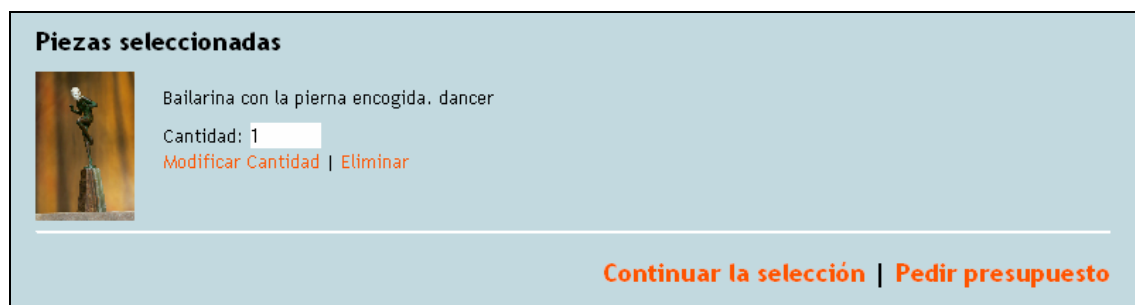 Piezas seleccionadas
Bailarina con la pierna encogida. dancer
Cantidad: 1
Modificar Cantidad | Eliminar
Continuar la selección | Pedir presupuesto